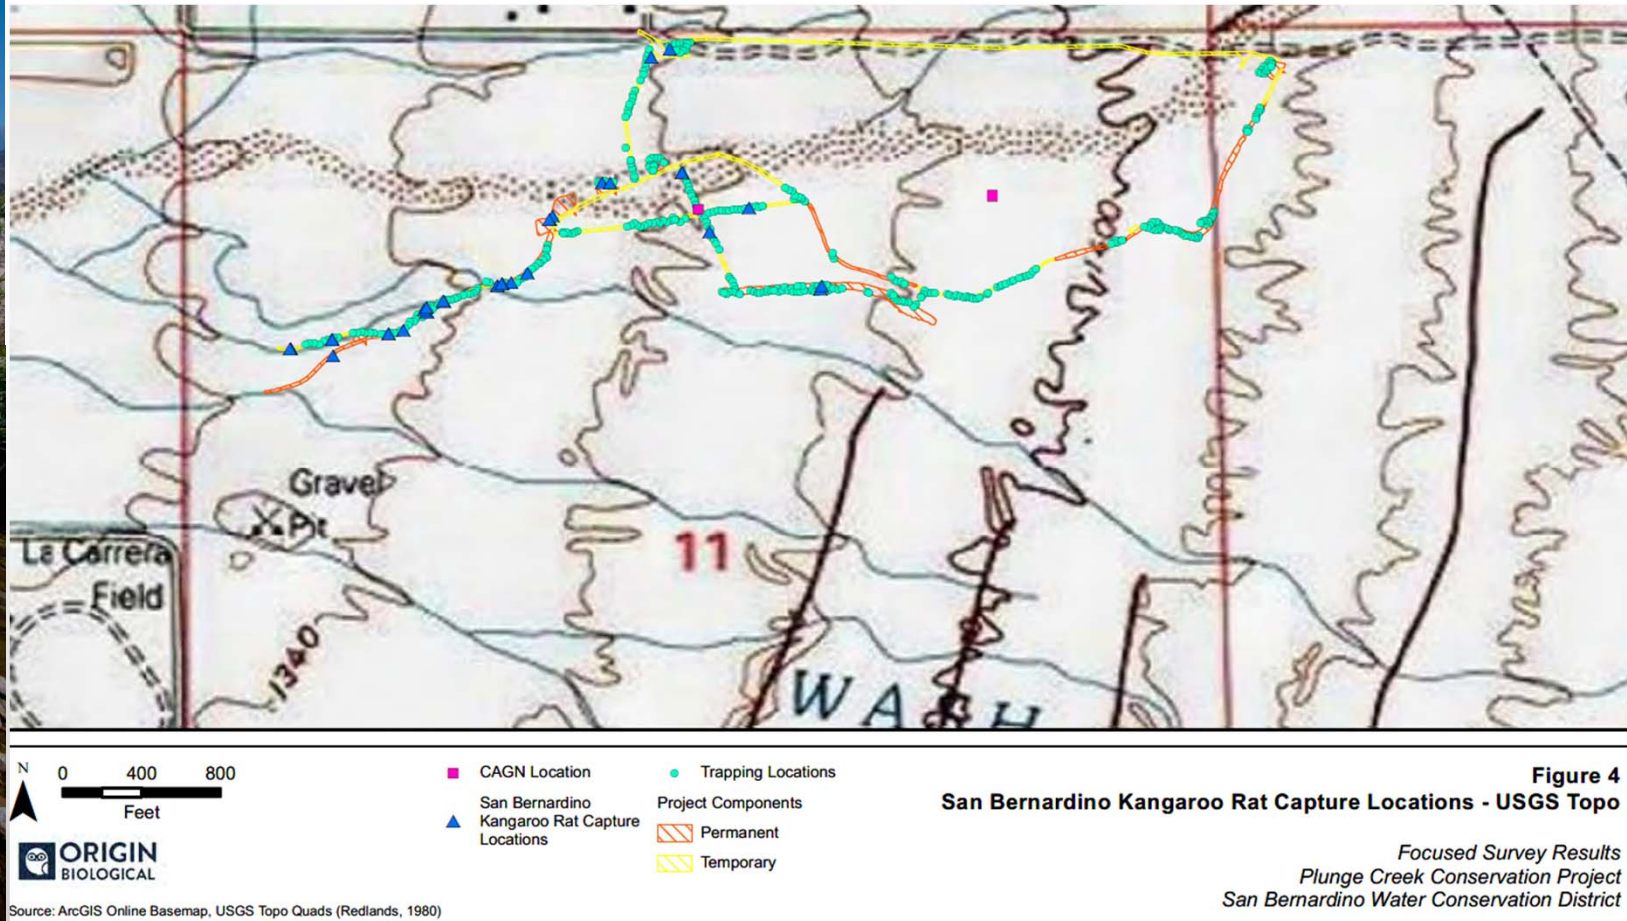 Gravel
Pit
La Carrera
Field
11
1340
WASH
N
0 400 800
Feet
ORIGIN
BIOLOGICAL
Source: ArcGIS Online Basemap, USGS Topo Quads (Redlands, 1980)
CAGN Location
San Bernardino
Kangaroo Rat Capture
Locations
Trapping Locations
Project Components
Permanent
Temporary
Figure 4
San Bernardino Kangaroo Rat Capture Locations - USGS Topo
Focused Survey Results
Plunge Creek Conservation Project
San Bernardino Water Conservation District